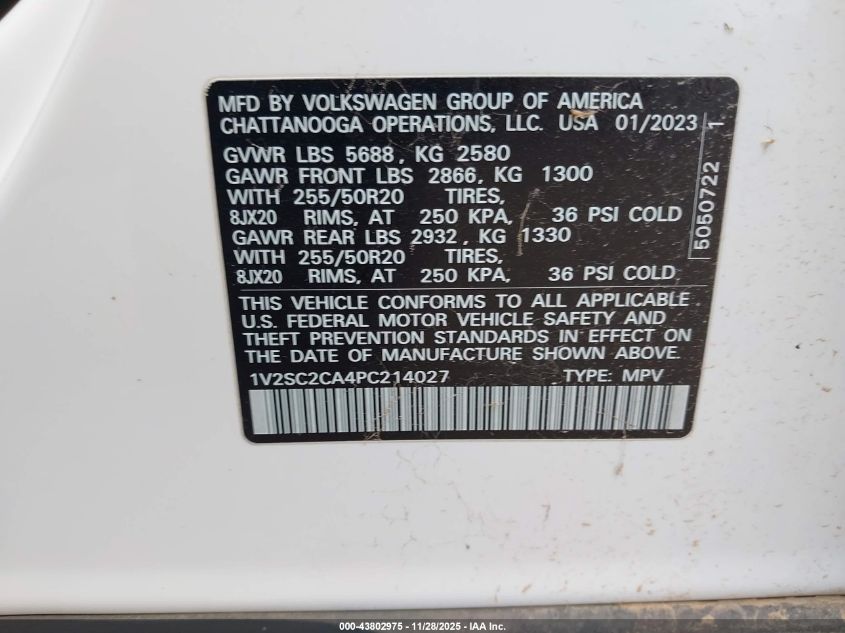 MFD BY VOLKSWAGEN GROUP OF AMERICA
CHATTANOOGA OPERATIONS, LLC. USA 01/2023
GVWR LBS 5688, KG 2580
GAWR FRONT LBS 2866, KG 1300
WITH 255/50R20 TIRES,
8JX20 RIMS, AT 250 KPA, 36 PSI COLD
GAWR REAR LBS 2932, KG 1330
WITH 255/50R20 TIRES,
8JX20 RIMS, AT 250 KPA, 36 PSI COLD
THIS VEHICLE CONFORMS TO ALL APPLICABLE
U.S. FEDERAL MOTOR VEHICLE SAFETY AND
THEFT PREVENTION STANDARDS IN EFFECT ON
THE DATE OF MANUFACTURE SHOWN ABOVE.
1V2SC2CA4PC214027 TYPE: MPV
5050722 1
000-43802975 - 11/28/2025 - IAA Inc.